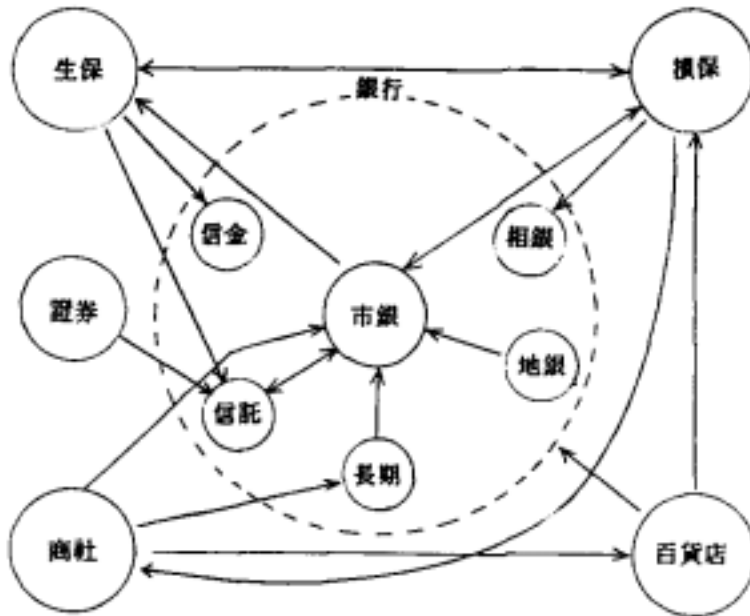 生保
損保
銀行
信金
相銀
證券
市銀
地銀
信託
長期
商社
百貨店